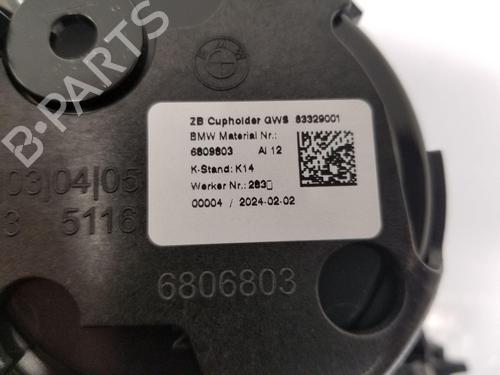 BMW
ZB Cupholder GWS 83329001
BMW Material Nr.:
6809803 AI 12
K-Stand: K14
Werker Nr.: 283▯
00004 / 2024-02-02
03|04|05
3 5116
6806803